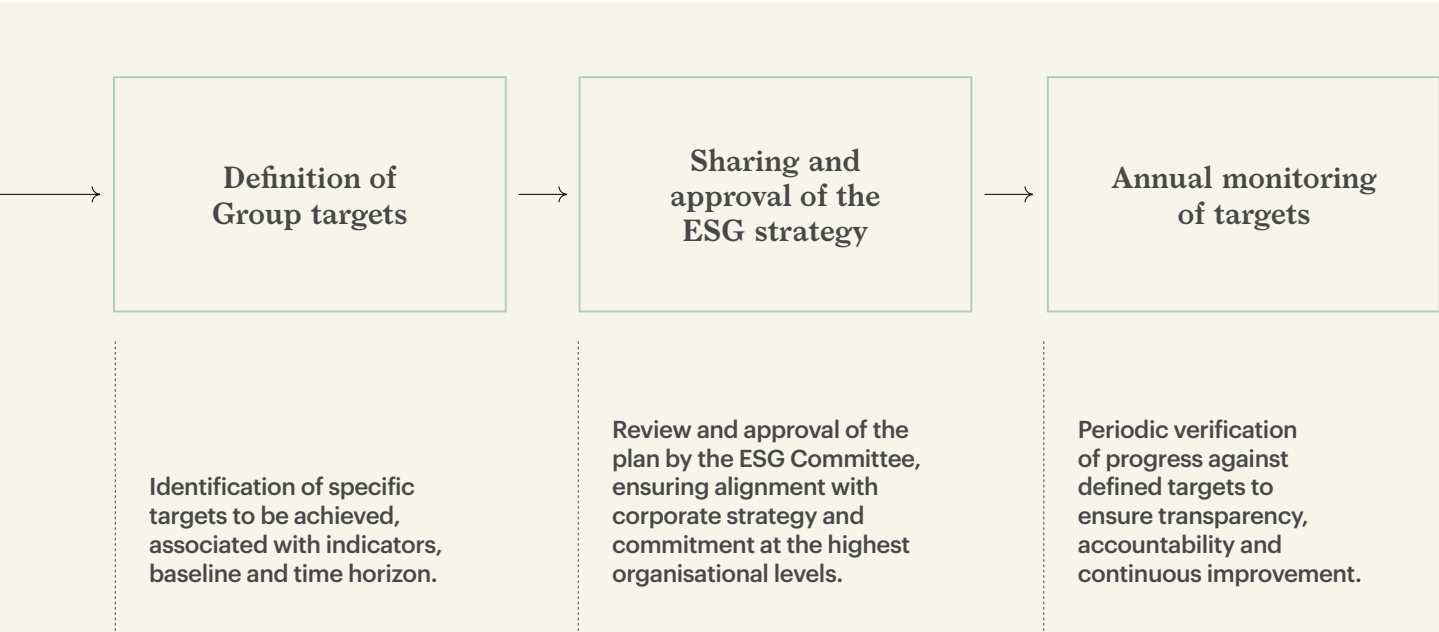 Definition of
Group targets
Sharing and
approval of the
ESG strategy
Annual monitoring
of targets
Identification of specific
targets to be achieved,
associated with indicators,
baseline and time horizon.
Review and approval of the
plan by the ESG Committee,
ensuring alignment with
corporate strategy and
commitment at the highest
organisational levels.
Periodic verification
of progress against
defined targets to
ensure transparency,
accountability and
continuous improvement.